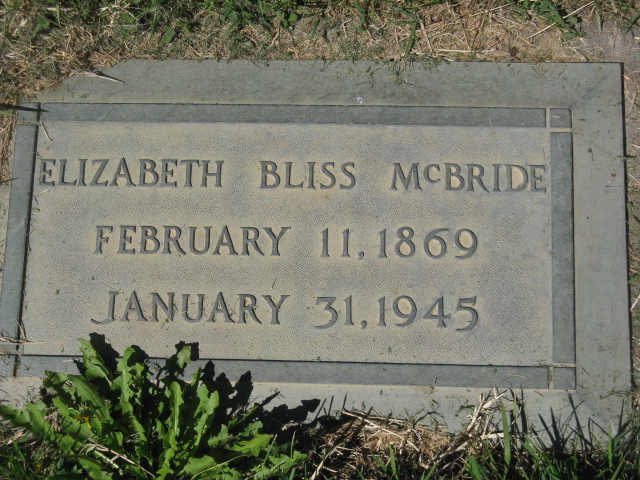 ELIZABETH BLISS McBRIDE
FEBRUARY 11, 1869
JANUARY 31, 1945